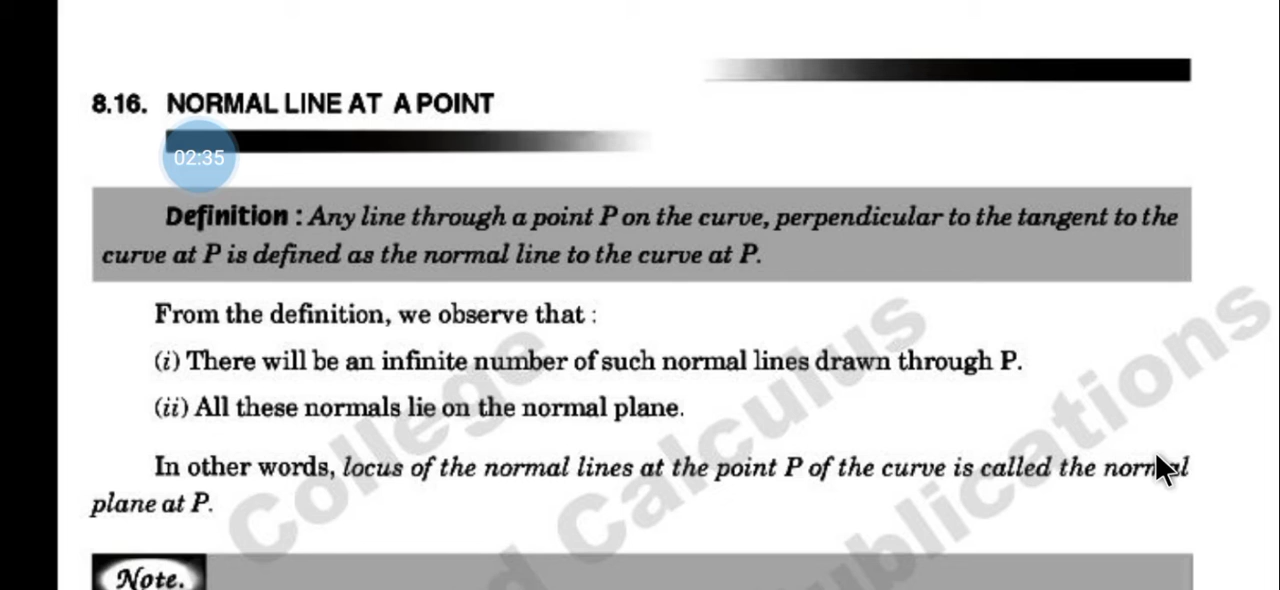 8.16. NORMAL LINE AT A POINT
02:35
Definition : Any line through a point P on the curve, perpendicular to the tangent to the
curve at P is defined as the normal line to the curve at P.
From the definition, we observe that :
(i) There will be an infinite number of such normal lines drawn through P.
(ii) All these normals lie on the normal plane.
In other words, locus of the normal lines at the point P of the curve is called the normal
plane at P.
College
d Calculus
ublications
Note.